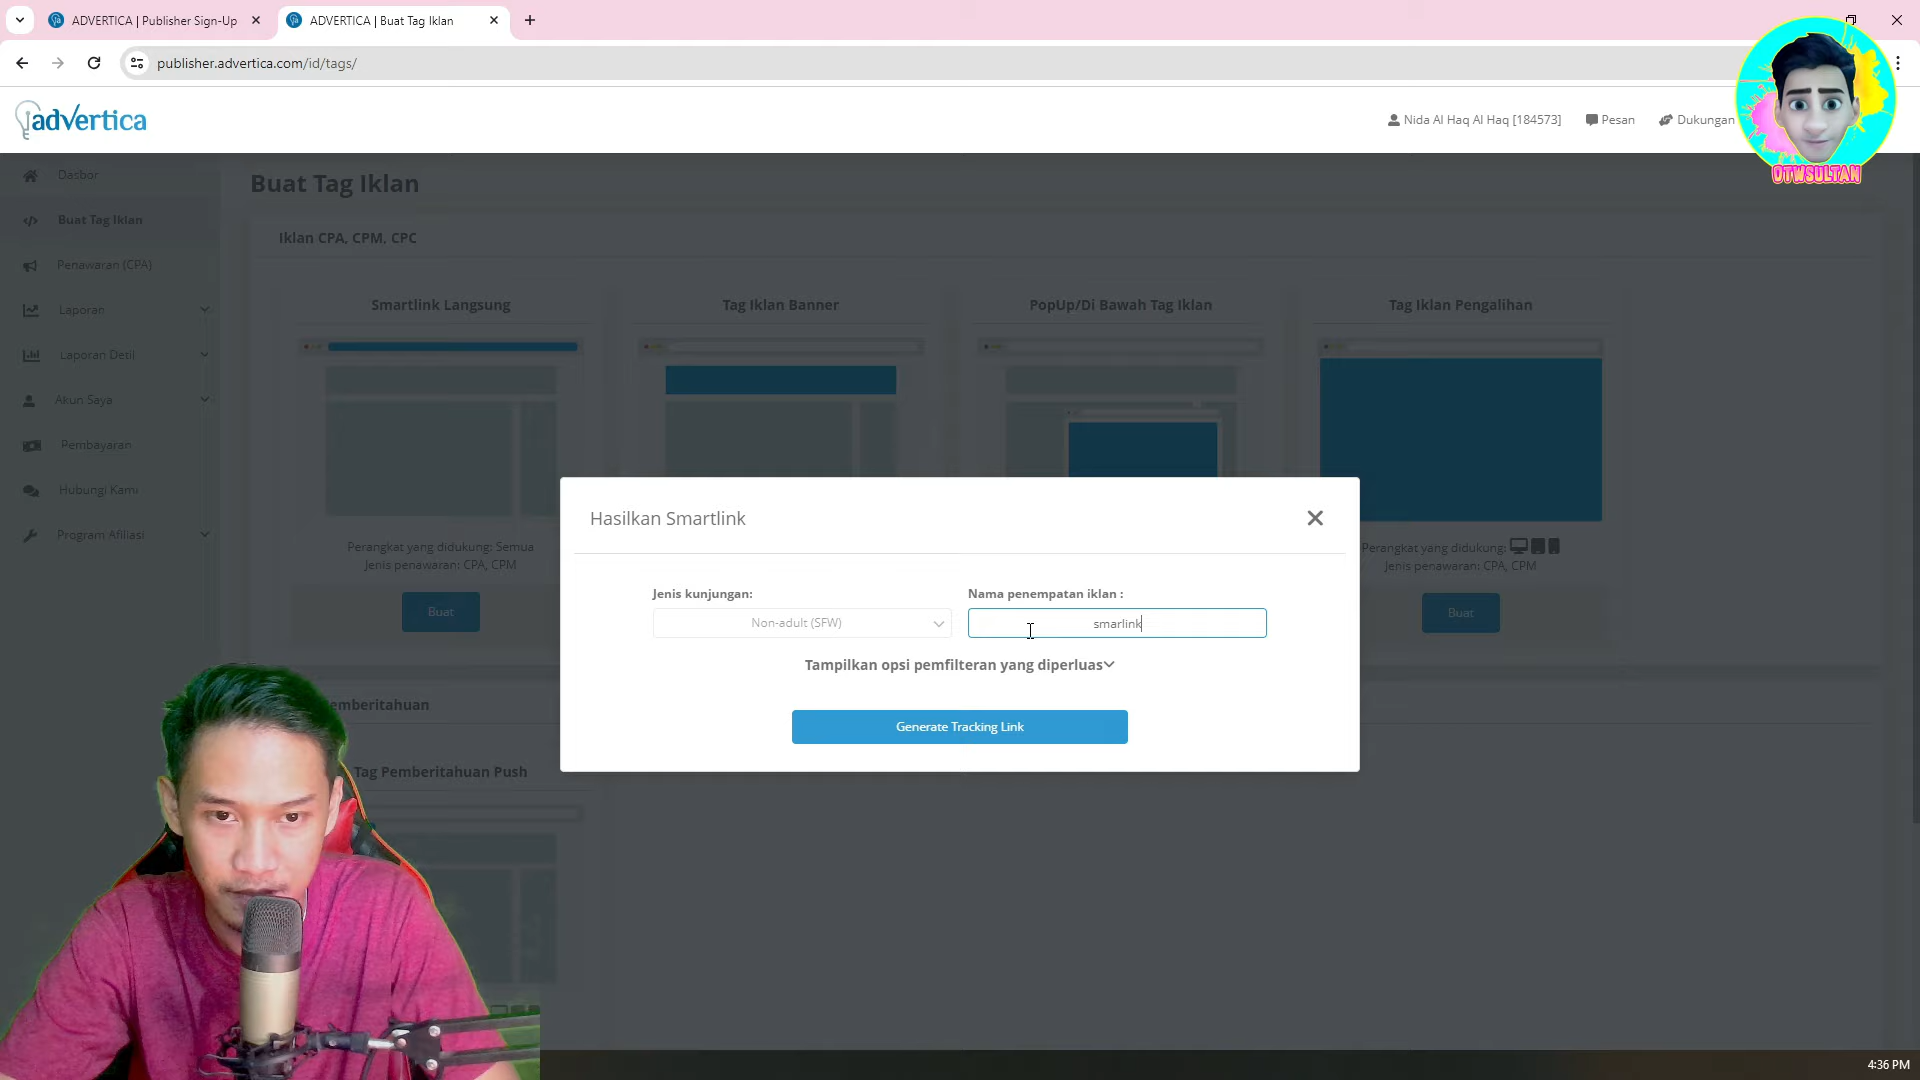 ADVERTICA | Publisher Sign-Up
ADVERTICA | Buat Tag Iklan
publisher.advertica.com/id/tags/
advertica
Nida Al Haq Al Haq [184573]
Pesan
Dukungan
OTWSULTAN
Dasbor
Buat Tag Iklan
Penawaran (CPA)
Laporan
Laporan Detil
Akun Saya
Pembayaran
Hubungi Kami
Program Afiliasi
Buat Tag Iklan
Iklan CPA, CPM, CPC
Smartlink Langsung
Tag Iklan Banner
PopUp/Di Bawah Tag Iklan
Tag Iklan Pengalihan
Perangkat yang didukung: Semua
Jenis penawaran: CPA, CPM
Buat
Perangkat yang didukung:
Jenis penawaran: CPA, CPM
Buat
Hasilkan Smartlink
Jenis kunjungan:
Nama penempatan iklan :
Non-adult (SFW)
smarlink
Tampilkan opsi pemfilteran yang diperluas
Generate Tracking Link
Tag Pemberitahuan Push
4:36 PM